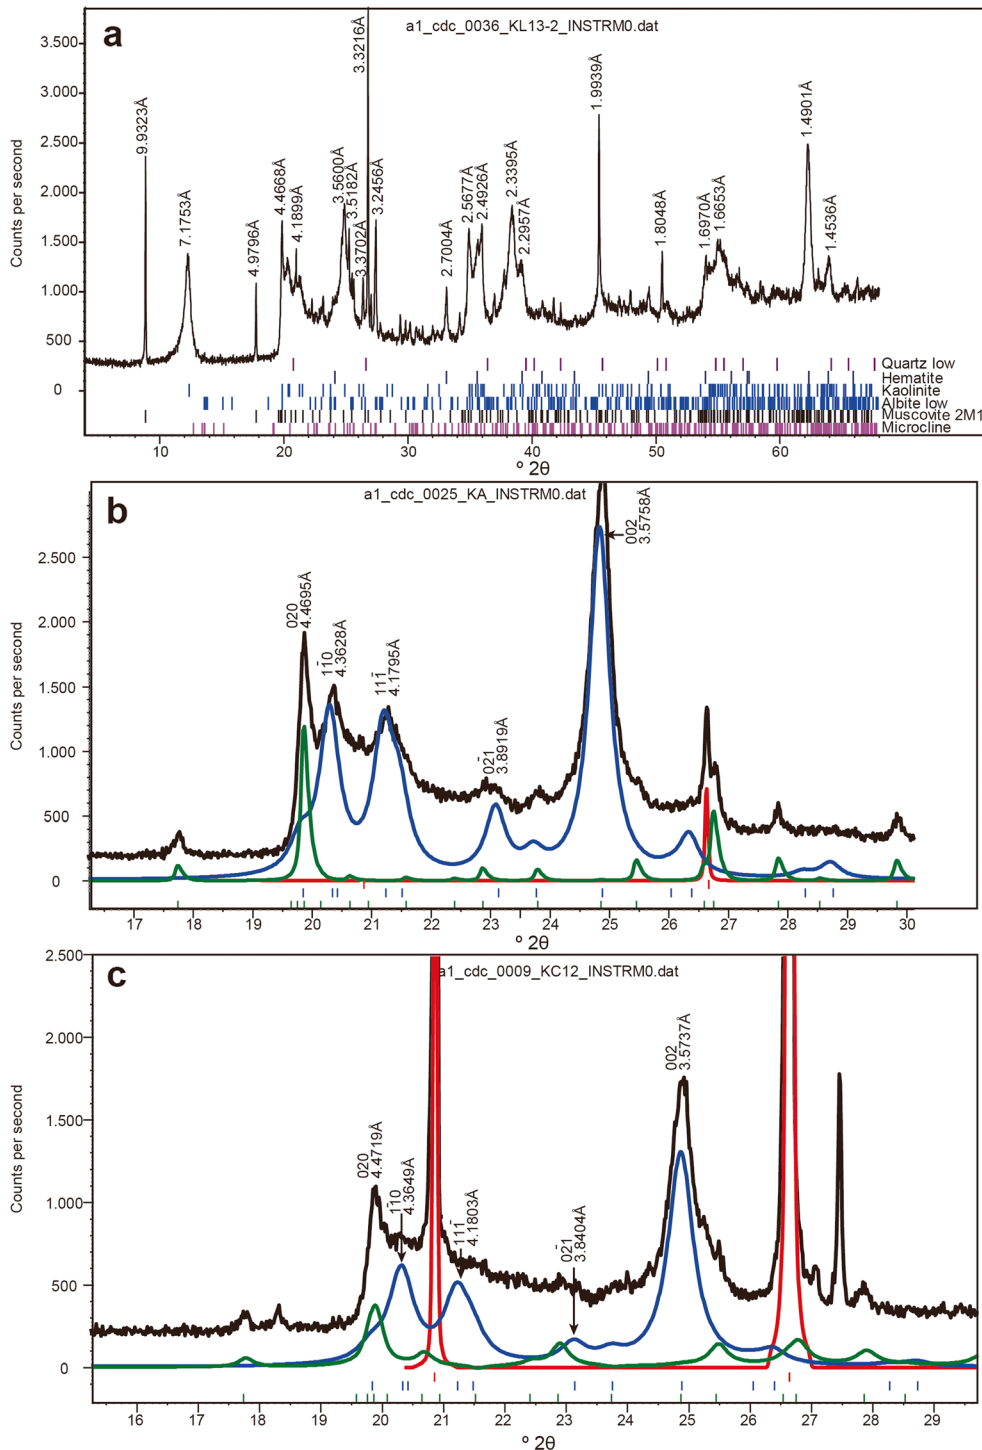 a
a1_cdc_0036_KL13-2_INSTRM0.dat
Counts per second
3.500
3.000
2.500
2.000
1.500
1.000
500
0
9.9323Å
7.1753Å
4.9796Å
4.4668Å
4.1899Å
3.5600Å
3.5182Å
3.3702Å
3.3216Å
3.2456Å
2.7004Å
2.5677Å
2.4926Å
2.3395Å
2.2957Å
1.9939Å
1.8048Å
1.6970Å
1.6653Å
1.4901Å
1.4536Å
Quartz low
Hematite
Kaolinite
Albite low
Muscovite 2M1
Microcline
10 20 30 40 50 60
º 2θ
b
a1_cdc_0025_KA_INSTRM0.dat
Counts per second
2.500
2.000
1.500
1.000
500
0
020
4.4695Å
1-10
4.3628Å
11-1
4.1795Å
0-21
3.8919Å
002
3.5758Å
17 18 19 20 21 22 23 24 25 26 27 28 29 30
º 2θ
c
a1_cdc_0009_KC12_INSTRM0.dat
Counts per second
2.500
2.000
1.500
1.000
500
0
020
4.4719Å
1-10
4.3649Å
11-1
4.1803Å
0-21
3.8404Å
002
3.5737Å
16 17 18 19 20 21 22 23 24 25 26 27 28 29
º 2θ